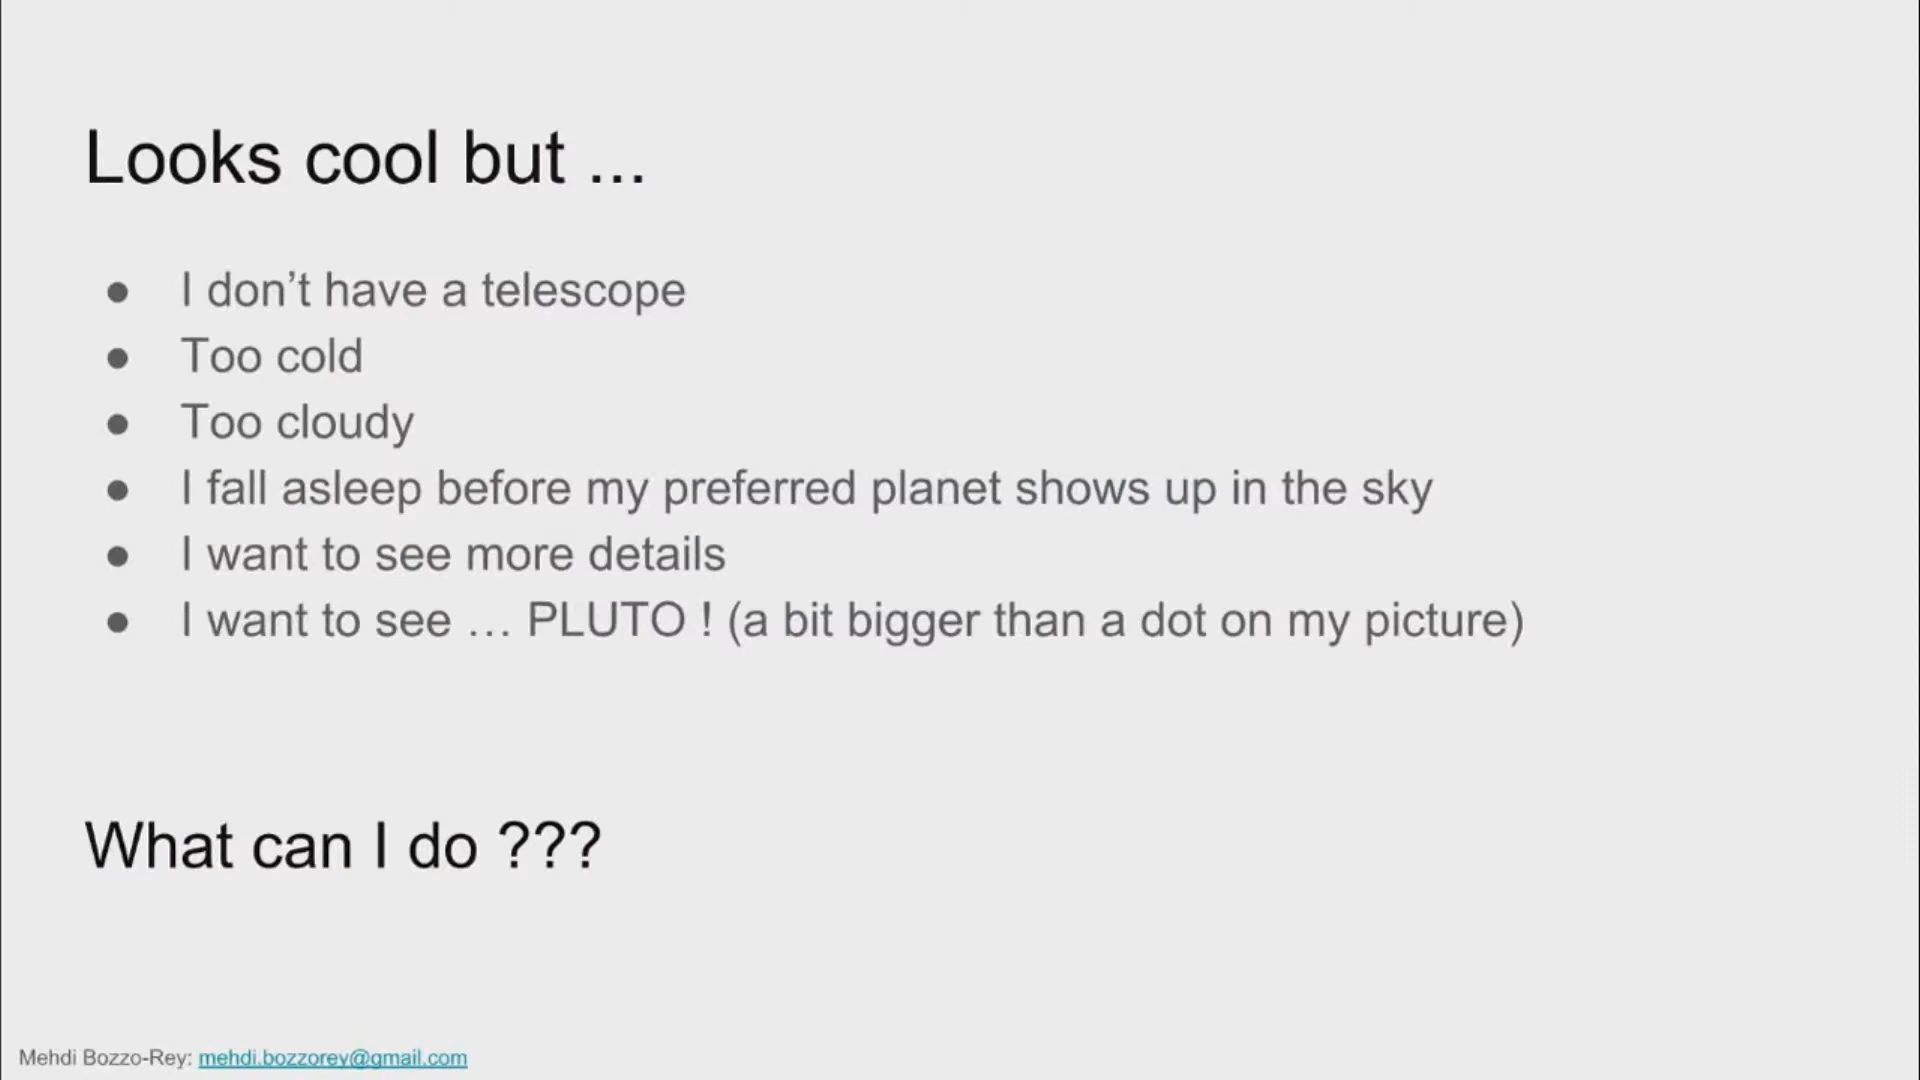 Looks cool but ...
● I don’t have a telescope
● Too cold
● Too cloudy
● I fall asleep before my preferred planet shows up in the sky
● I want to see more details
● I want to see … PLUTO ! (a bit bigger than a dot on my picture)
What can I do ???
Mehdi Bozzo-Rey: mehdi.bozzorey@gmail.com